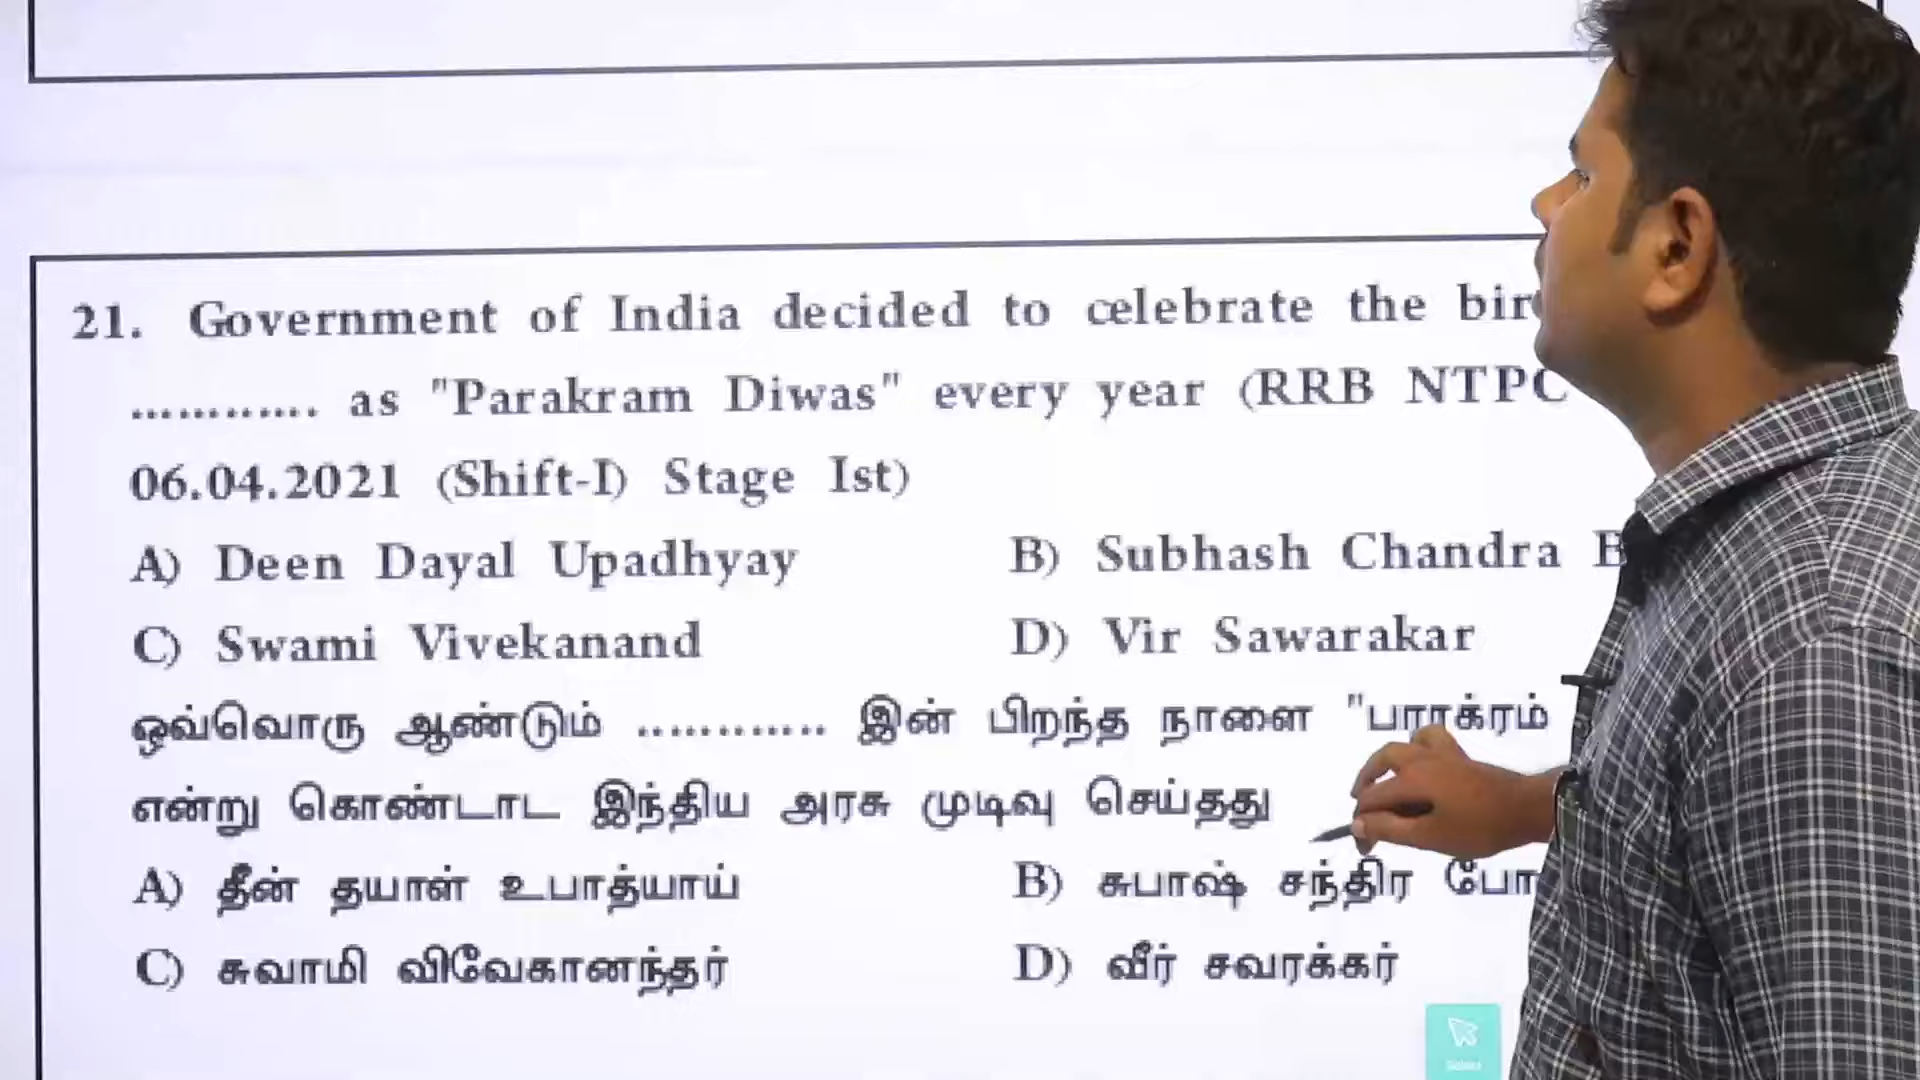 21. Government of India decided to celebrate the
............ as "Parakram Diwas" every year (RRB NTPC
06.04.2021 (Shift-I) Stage Ist)
A) Deen Dayal Upadhyay B) Subhash Chandra
C) Swami Vivekanand D) Vir Sawarakar
ஒவ்வொரு ஆண்டும் ............ இன் பிறந்த நாளை "பராக்ரம்
என்று கொண்டாட இந்திய அரசு முடிவு செய்தது
A) தீன் தயாள் உபாத்யாய் B) சுபாஷ் சந்திர
C) சுவாமி விவேகானந்தர் D) வீர் சவரக்கர்
Select